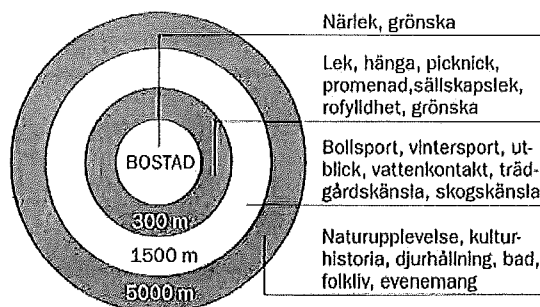 Närlek, grönska
Lek, hänga, picknick,
promenad,sällskapslek,
rofylldhet, grönska
Bollsport, vintersport, ut-
blick, vattenkontakt, träd-
gårdskänsla, skogskänsla
Naturupplevelse, kultur-
historia, djurhållning, bad,
folkliv, evenemang
BOSTAD
300 m
1500 m
5000 m